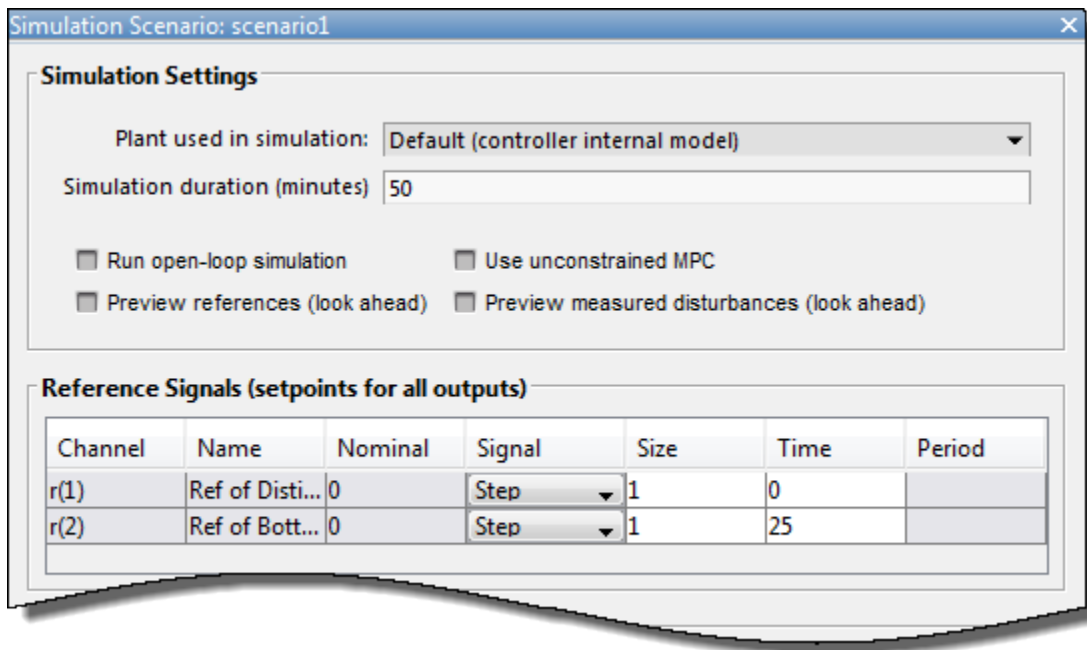 Simulation Scenario: scenario1
Simulation Settings
Plant used in simulation: Default (controller internal model)
Simulation duration (minutes) 50
Run open-loop simulation Use unconstrained MPC
Preview references (look ahead) Preview measured disturbances (look ahead)
Reference Signals (setpoints for all outputs)
Channel Name Nominal Signal Size Time Period
r(1) Ref of Disti... 0 Step 1 0
r(2) Ref of Bott... 0 Step 1 25